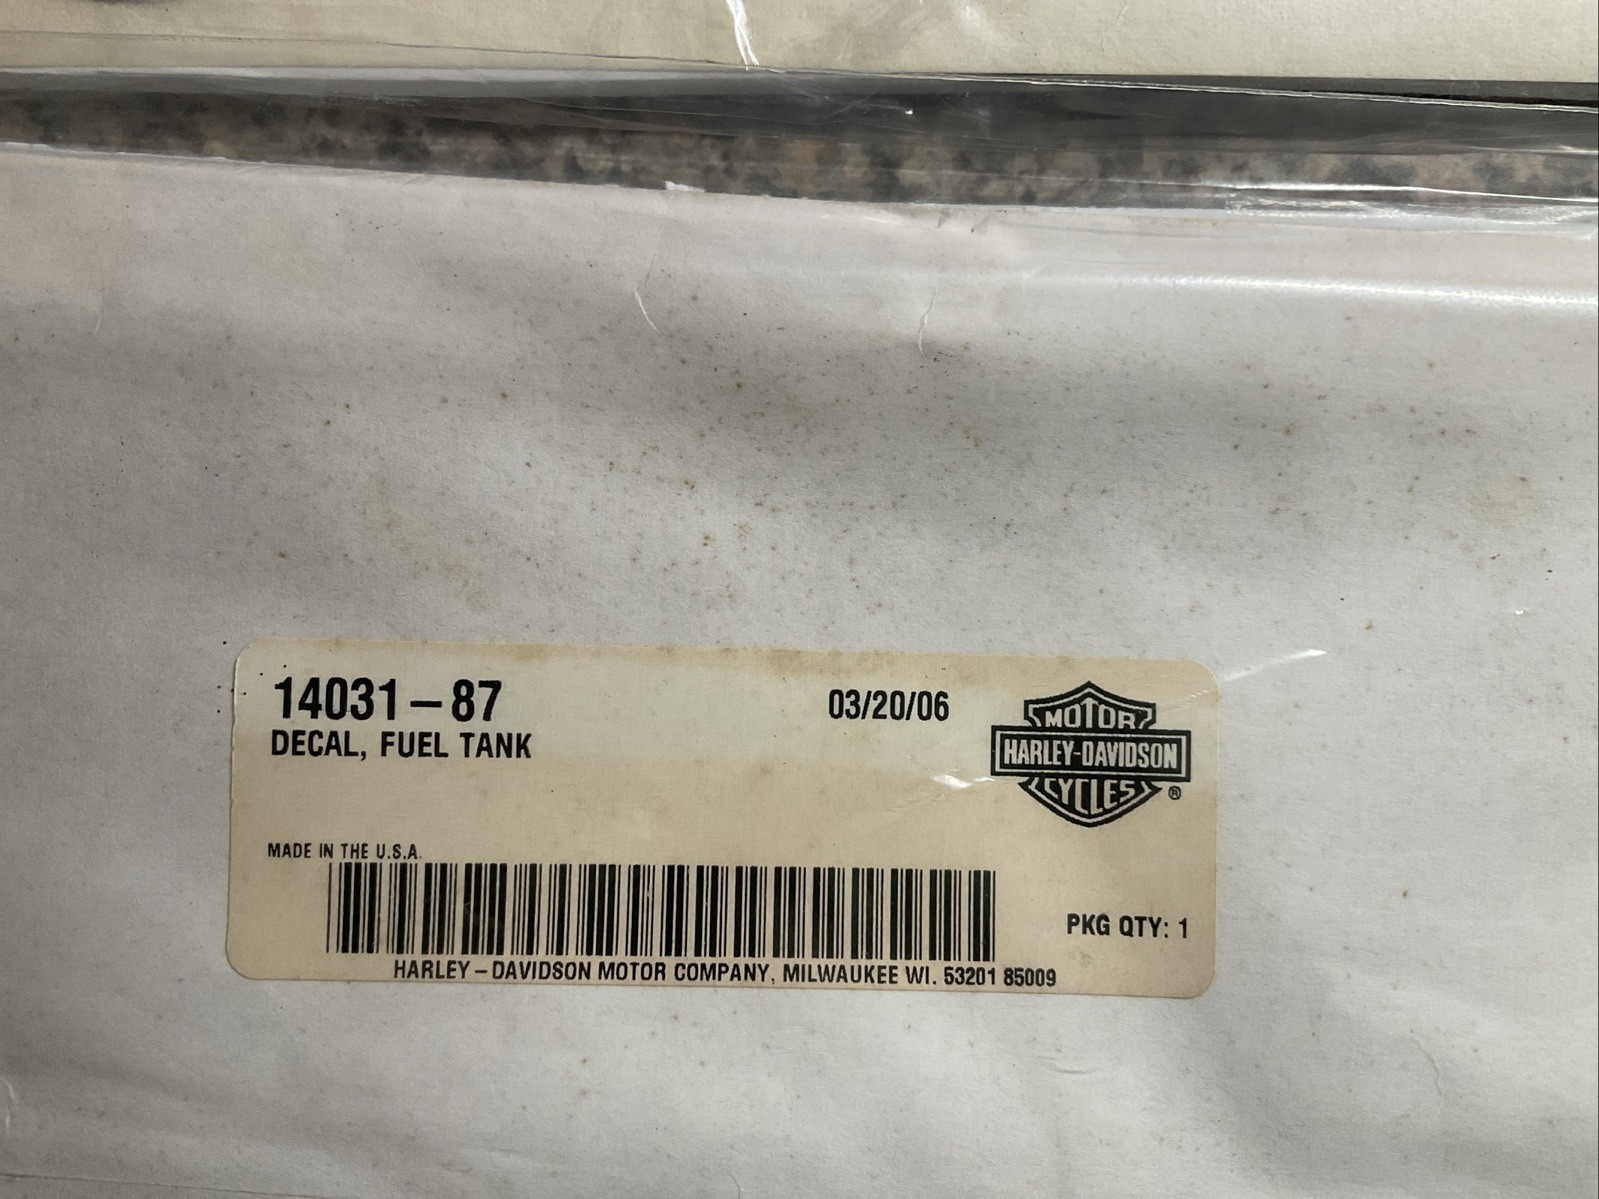 14031-87
DECAL, FUEL TANK
03/20/06
MOTOR
HARLEY-DAVIDSON
CYCLES
®
MADE IN THE U.S.A.
PKG QTY: 1
HARLEY-DAVIDSON MOTOR COMPANY, MILWAUKEE WI. 53201 85009